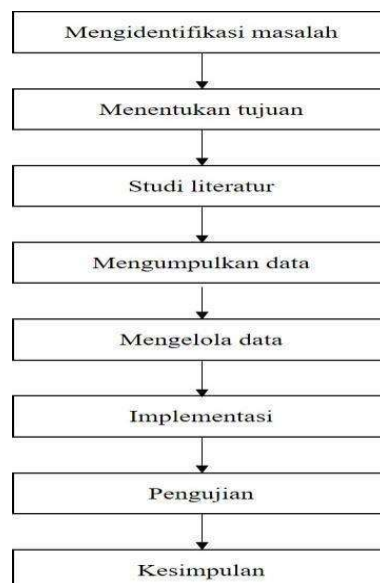 Mengidentifikasi masalah
Menentukan tujuan
Studi literatur
Mengumpulkan data
Mengelola data
Implementasi
Pengujian
Kesimpulan